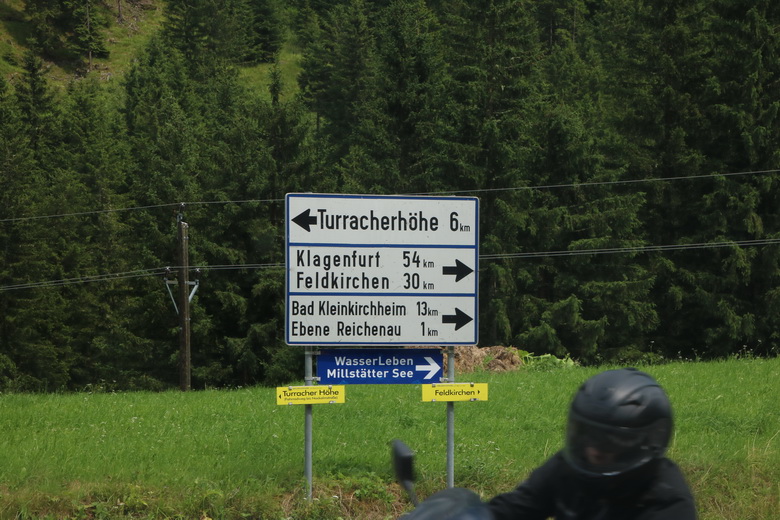 Turracherhöhe 6 km
Klagenfurt 54 km
Feldkirchen 30 km
Bad Kleinkirchheim 13 km
Ebene Reichenau 1 km
WasserLeben
Millstätter See
Turracher Höhe
Feldkirchen